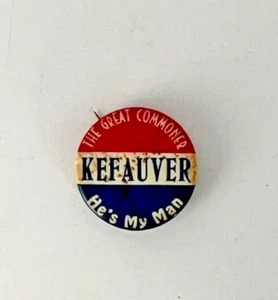 THE GREAT COMMONER
KEFAUVER
He's My Man